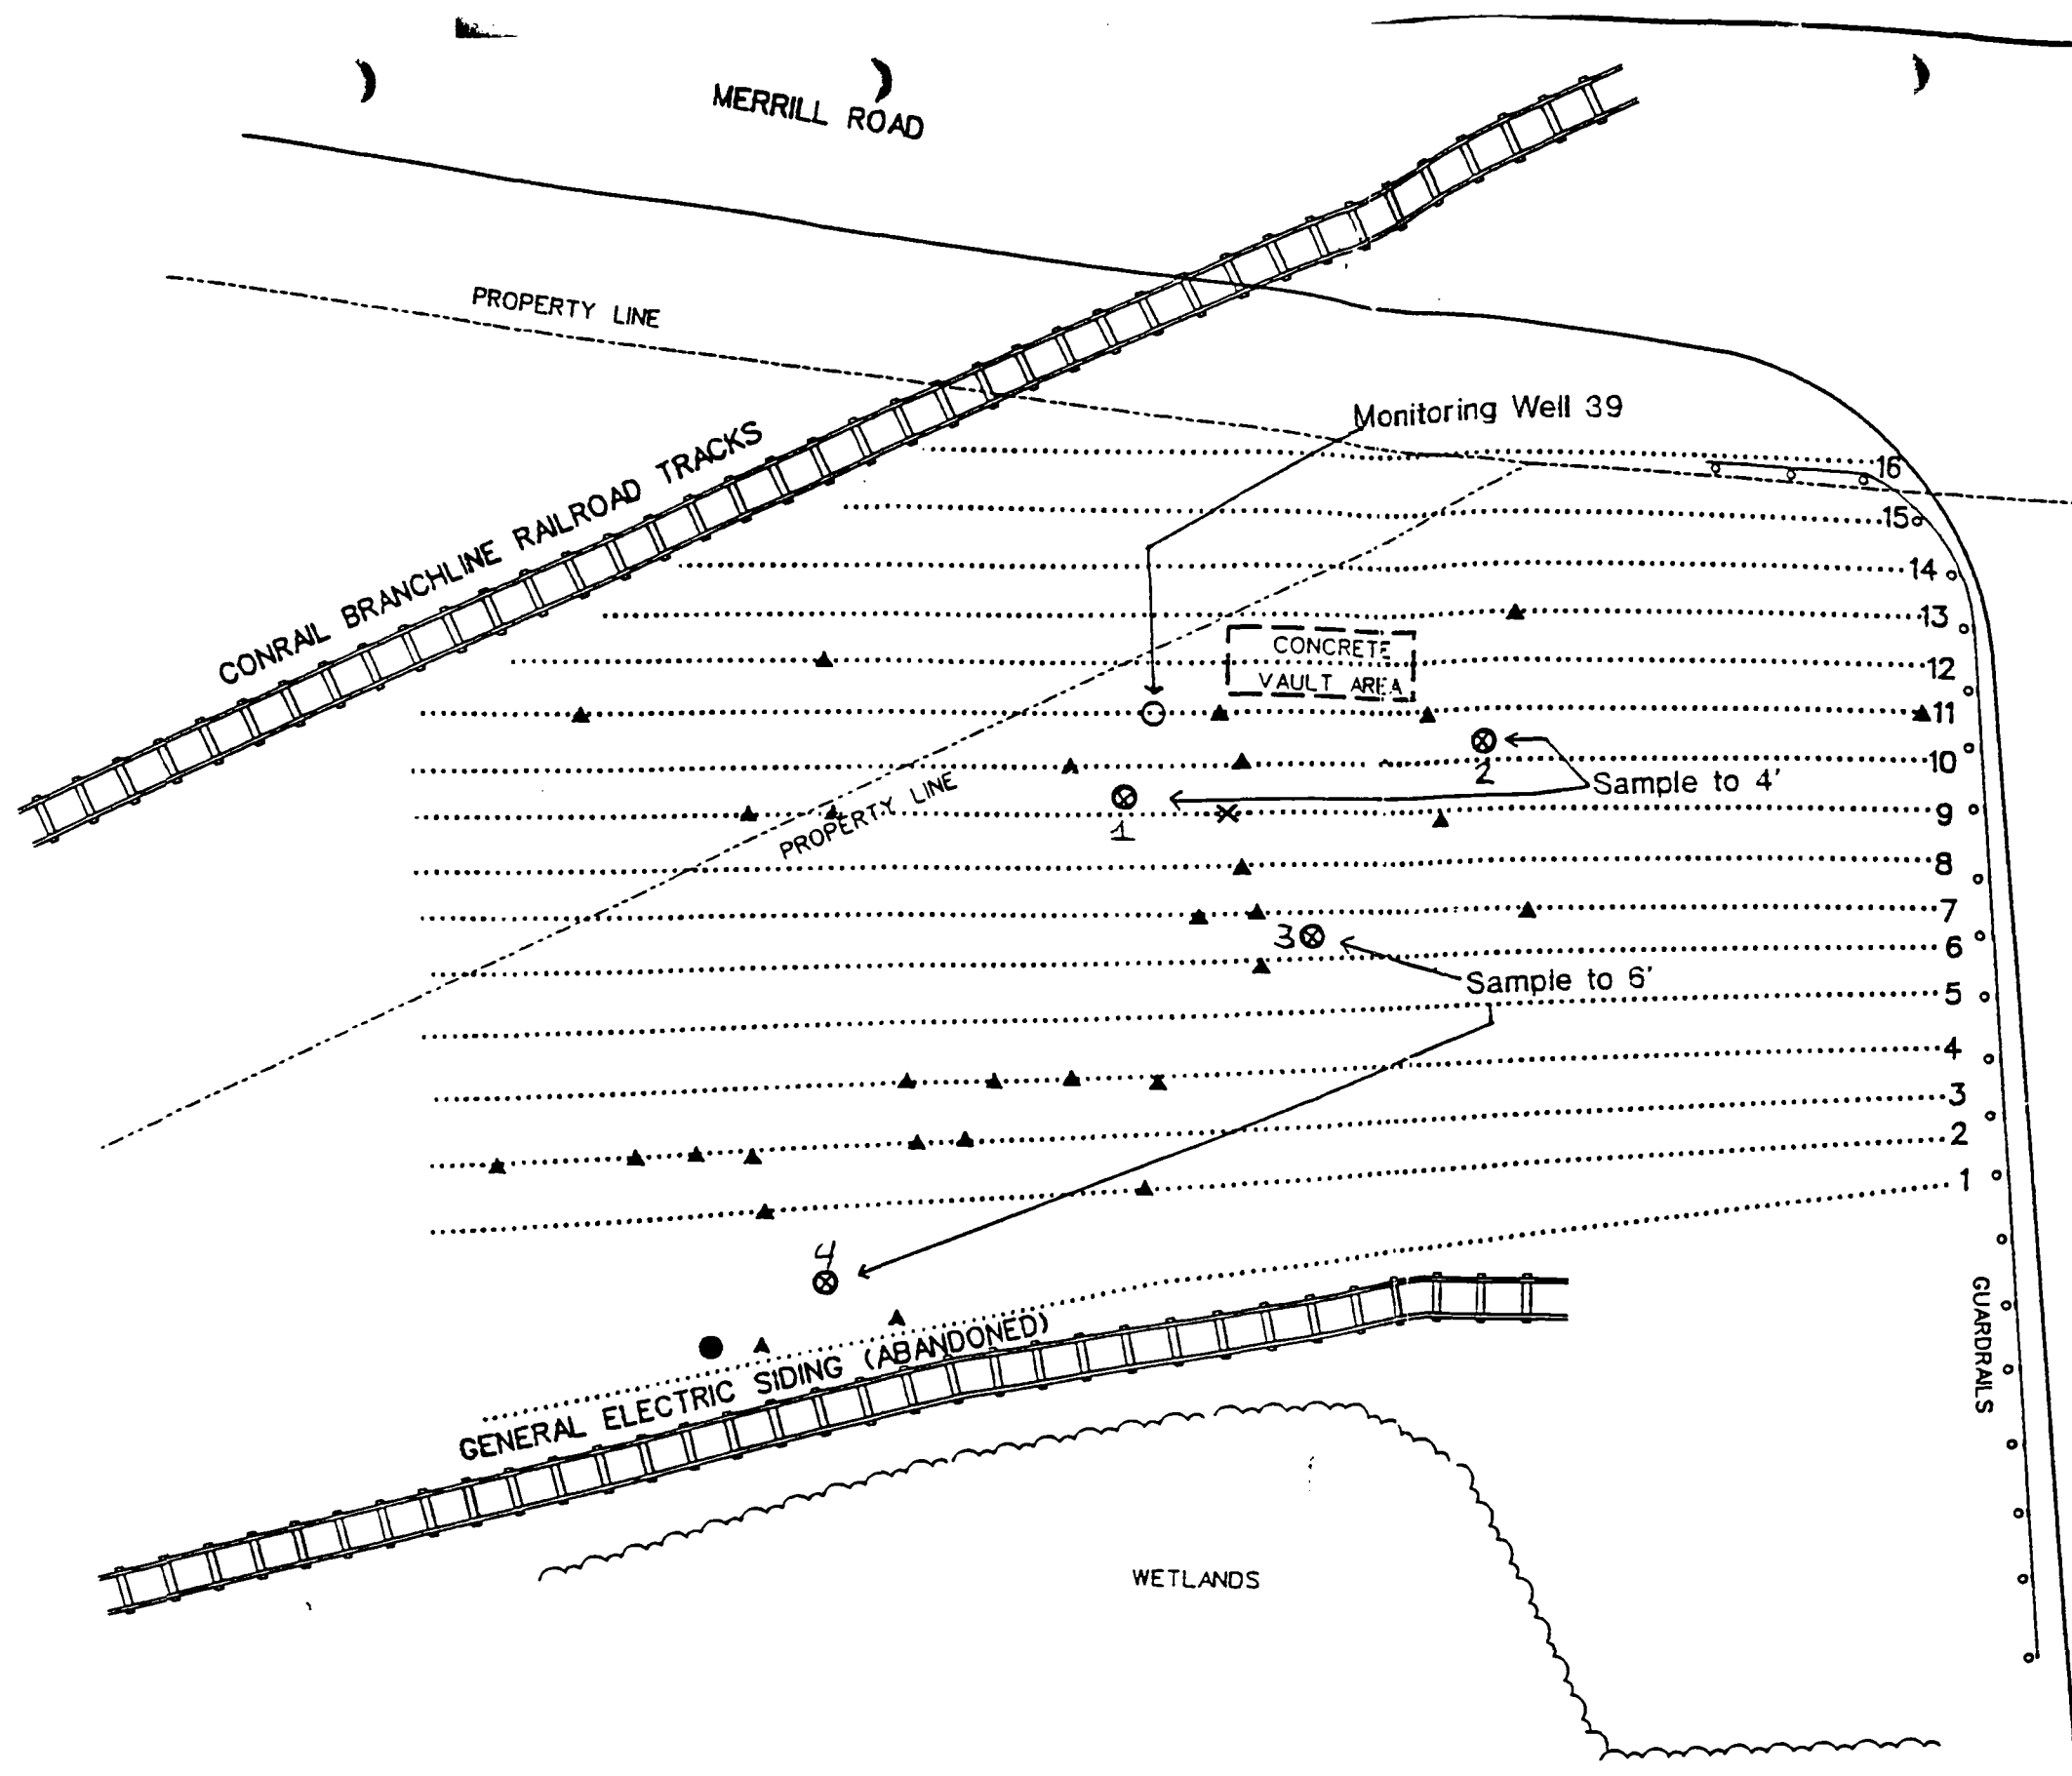 MERRILL ROAD
PROPERTY LINE
Monitoring Well 39
CONRAIL BRANCHLINE RAILROAD TRACKS
16
15
14
13
CONCRETE
VAULT AREA
12
11
10
2
Sample to 4'
PROPERTY LINE
1
9
8
7
3
6
Sample to 6'
5
4
3
2
1
4
GUARDRAILS
GENERAL ELECTRIC SIDING (ABANDONED)
WETLANDS